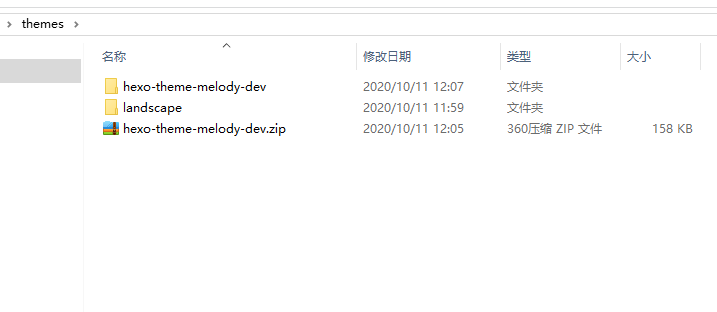 themes
名称 修改日期 类型 大小
hexo-theme-melody-dev 2020/10/11 12:07 文件夹
landscape 2020/10/11 11:59 文件夹
hexo-theme-melody-dev.zip 2020/10/11 12:05 360压缩 ZIP 文件 158 KB